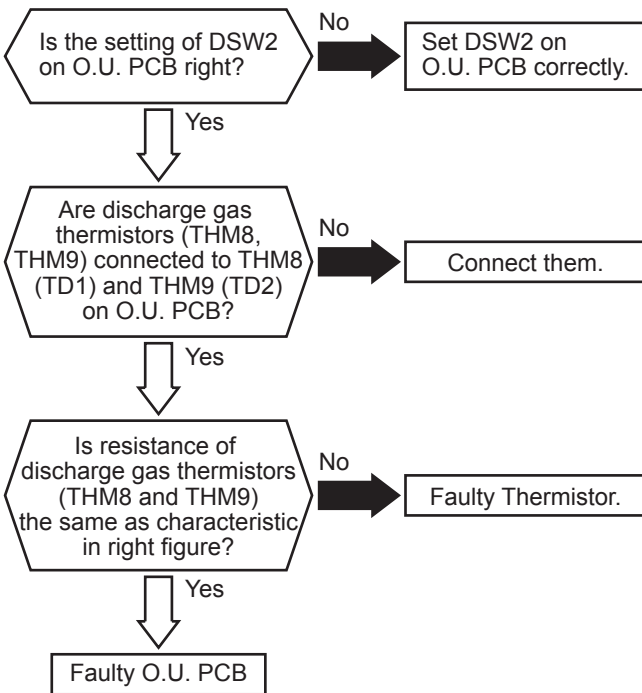 Is the setting of DSW2
on O.U. PCB right?
No
Set DSW2 on
O.U. PCB correctly.
Yes
Are discharge gas
thermistors (THM8,
THM9) connected to THM8
(TD1) and THM9 (TD2)
on O.U. PCB?
No
Connect them.
Yes
Is resistance of
discharge gas thermistors
(THM8 and THM9)
the same as characteristic
in right figure?
No
Faulty Thermistor.
Yes
Faulty O.U. PCB